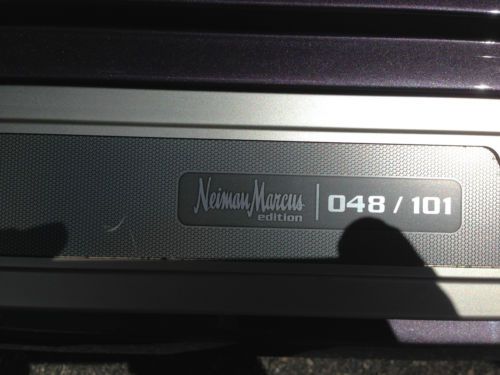 Neiman Marcus
edition
048 / 101